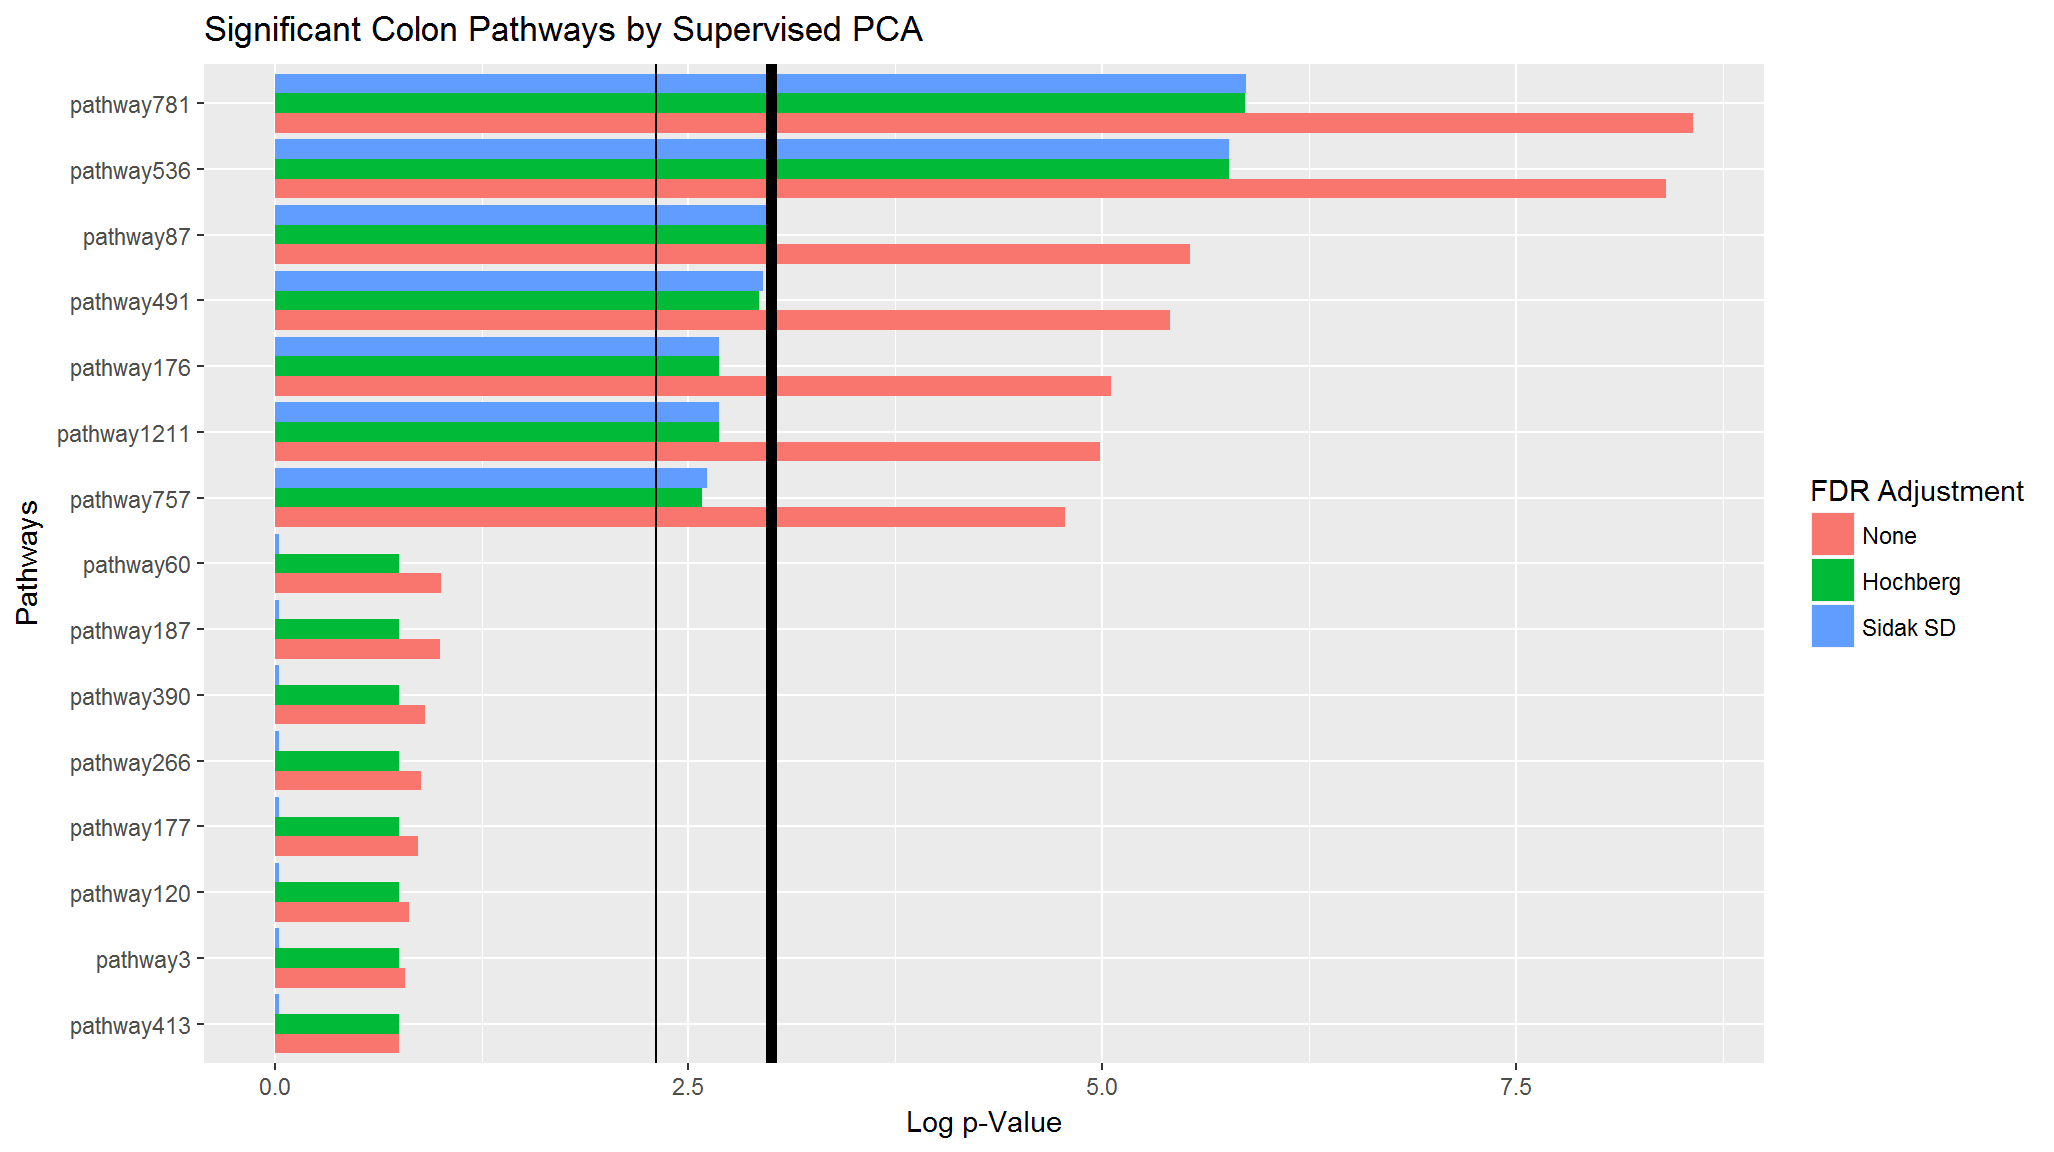 Significant Colon Pathways by Supervised PCA
pathway781
pathway536
pathway87
pathway491
pathway176
pathway1211
pathway757
pathway60
pathway187
pathway390
pathway266
pathway177
pathway120
pathway3
pathway413
Pathways
0.0 2.5 5.0 7.5
Log p-Value
FDR Adjustment
None
Hochberg
Sidak SD